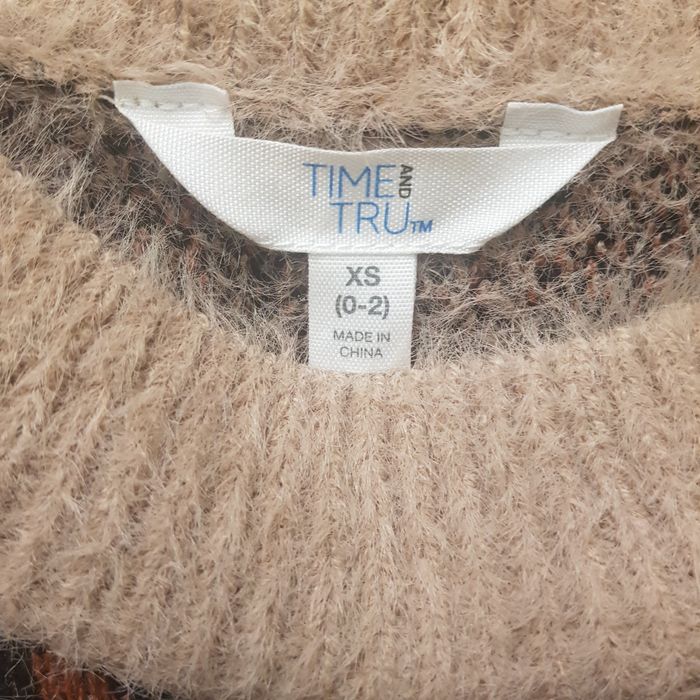 TIME AND
TRU™
XS
(0-2)
MADE IN
CHINA